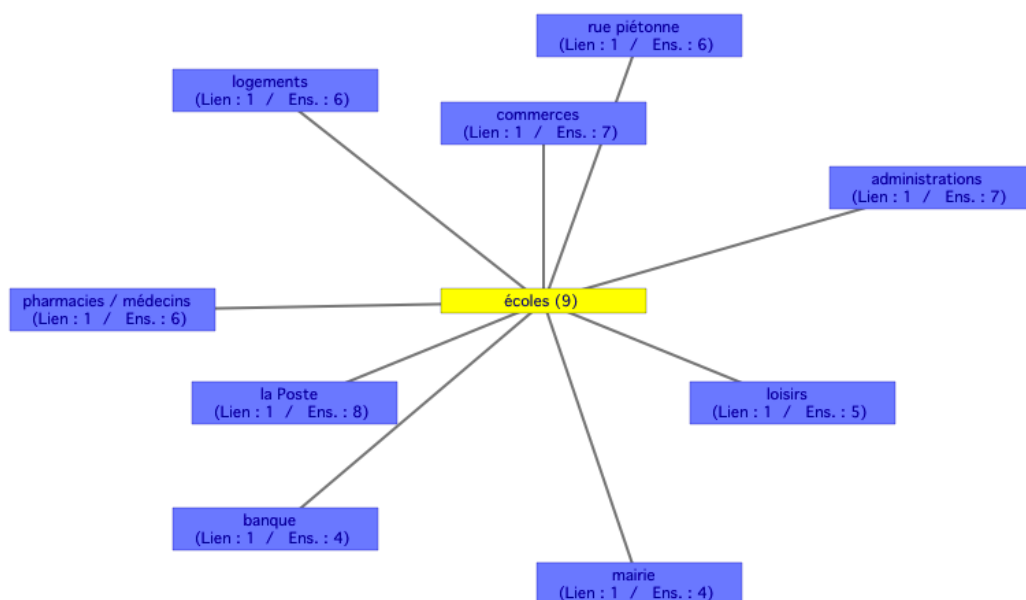 rue piétonne
(Lien : 1 / Ens. : 6)
logements
(Lien : 1 / Ens. : 6)
commerces
(Lien : 1 / Ens. : 7)
administrations
(Lien : 1 / Ens. : 7)
écoles (9)
pharmacies / médecins
(Lien : 1 / Ens. : 6)
la Poste
(Lien : 1 / Ens. : 8)
loisirs
(Lien : 1 / Ens. : 5)
banque
(Lien : 1 / Ens. : 4)
mairie
(Lien : 1 / Ens. : 4)